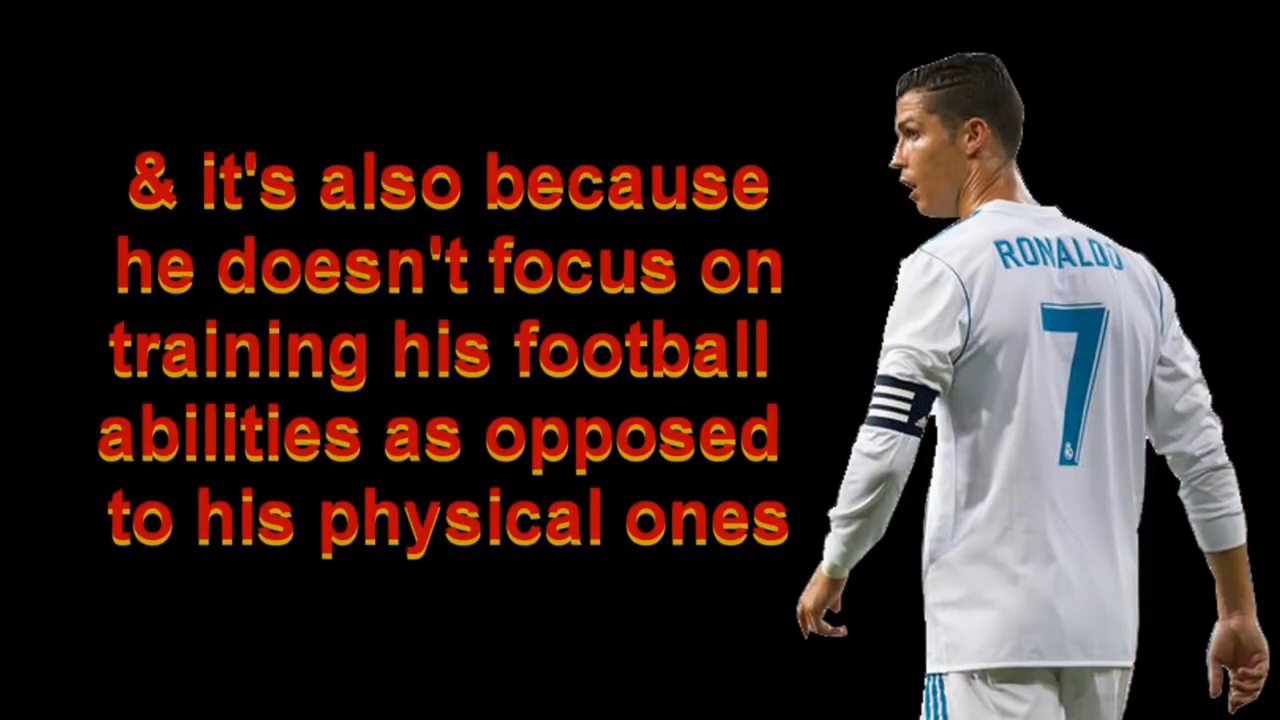 & it's also because
he doesn't focus on
training his football
abilities as opposed
to his physical ones
RONALDO
7